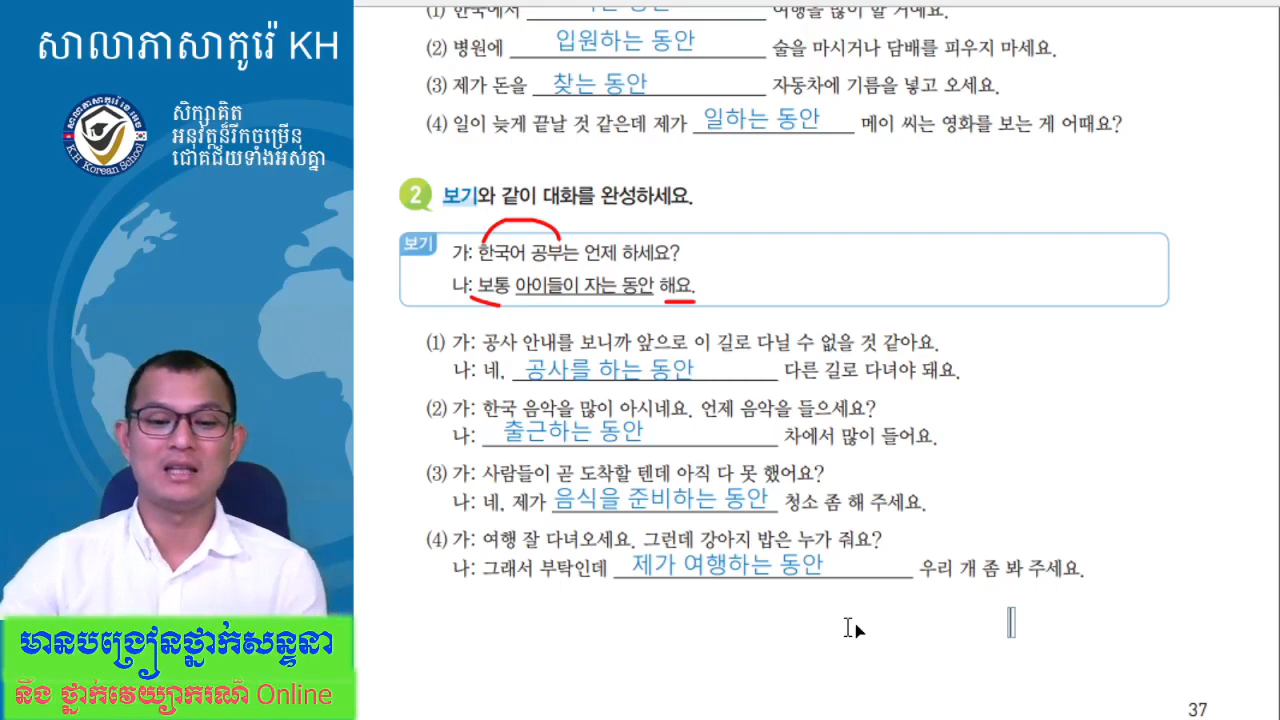 សាលាភាសាកូរ៉េ KH
សិក្សាគិត
អនុវត្តន៍រីកចម្រើន
ជោគជ័យទាំងអស់គ្នា
KH Korean School
(1) 한국에서 여행을 많이 할 거예요.
(2) 병원에 입원하는 동안 술을 마시거나 담배를 피우지 마세요.
(3) 제가 돈을 찾는 동안 자동차에 기름을 넣고 오세요.
(4) 일이 늦게 끝날 것 같은데 제가 일하는 동안 메이 씨는 영화를 보는 게 어때요?
2 보기와 같이 대화를 완성하세요.
보기
가: 한국어 공부는 언제 하세요?
나: 보통 아이들이 자는 동안 해요.
(1) 가: 공사 안내를 보니까 앞으로 이 길로 다닐 수 없을 것 같아요.
나: 네, 공사를 하는 동안 다른 길로 다녀야 돼요.
(2) 가: 한국 음악을 많이 아시네요. 언제 음악을 들으세요?
나: 출근하는 동안 차에서 많이 들어요.
(3) 가: 사람들이 곧 도착할 텐데 아직 다 못 했어요?
나: 네, 제가 음식을 준비하는 동안 청소 좀 해 주세요.
(4) 가: 여행 잘 다녀오세요. 그런데 강아지 밥은 누가 줘요?
나: 그래서 부탁인데 제가 여행하는 동안 우리 개 좀 봐 주세요.
មានបង្រៀនថ្នាក់សន្ទនា
និង ថ្នាក់វេយ្យាករណ៍ Online
37